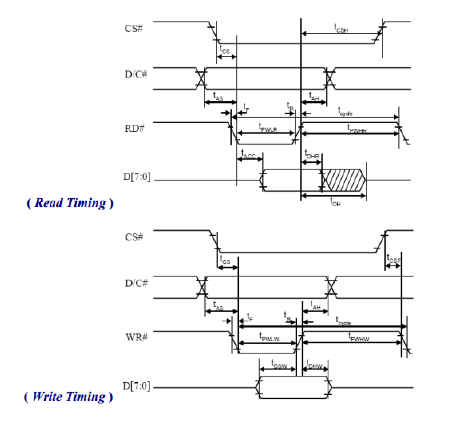 CS#
tCS
tCSH
D/C#
tAS
tAH
tF
tR
tcycle
RD#
tPWLR
tPWHR
tACC
tDHR
D[7:0]
tOH
( Read Timing )
CS#
tCS
tCSF
D/C#
tAS
tAH
tF
tR
tcycle
WR#
tPWLW
tPWHW
tDSW
tDHW
D[7:0]
( Write Timing )